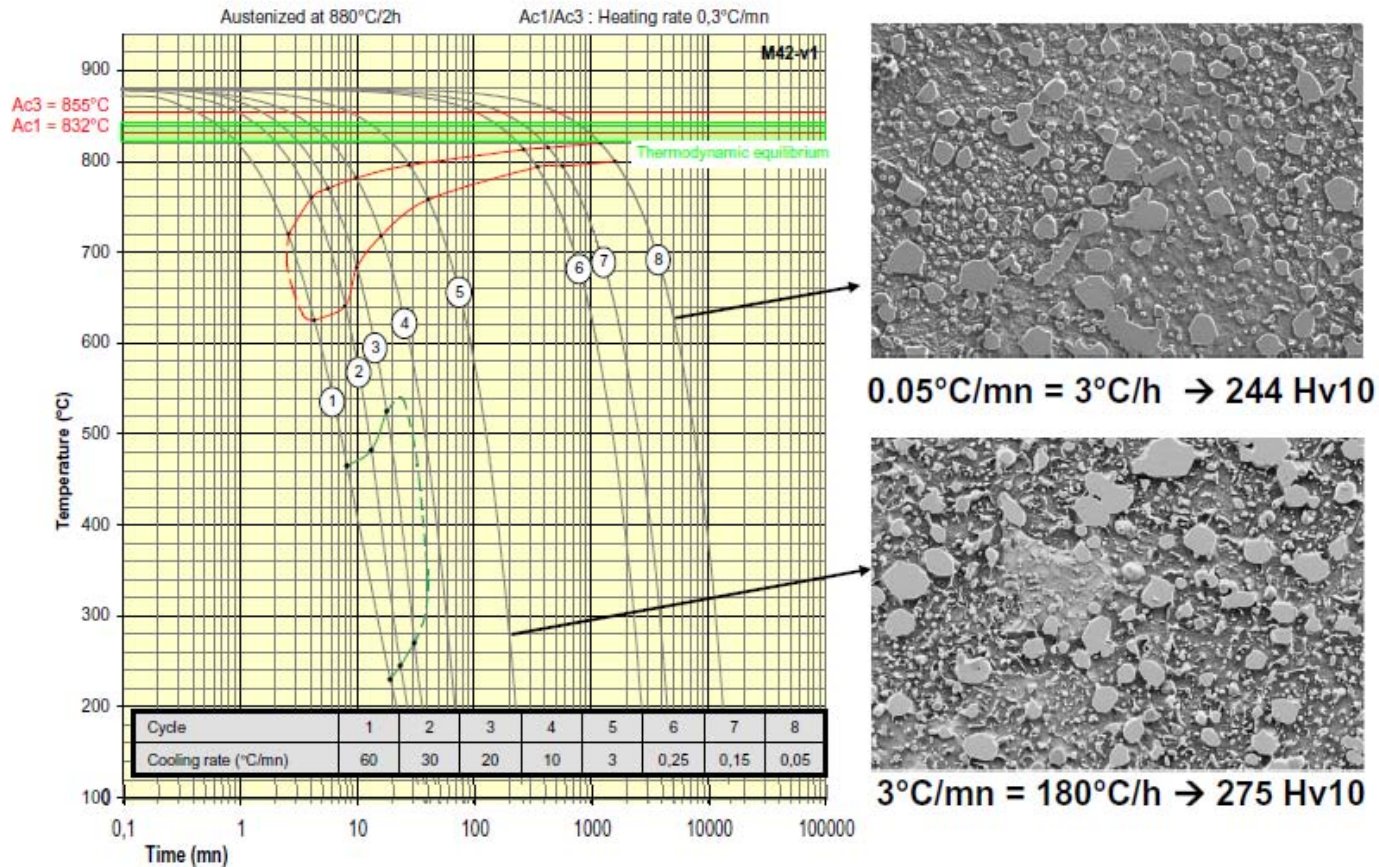 Austenized at 880°C/2h Ac1/Ac3 : Heating rate 0,3°C/mn
M42-v1
900
Ac3 = 855°C
Ac1 = 832°C
800
Thermodynamic equilibrium
700
600
500
400
300
200
100
Temperature (°C)
1
2
3
4
5
6
7
8
Cycle 1 2 3 4 5 6 7 8
Cooling rate (°C/mn) 60 30 20 10 3 0,25 0,15 0,05
0,1 1 10 100 1000 10000 100000
Time (mn)
0.05°C/mn = 3°C/h → 244 Hv10
3°C/mn = 180°C/h → 275 Hv10